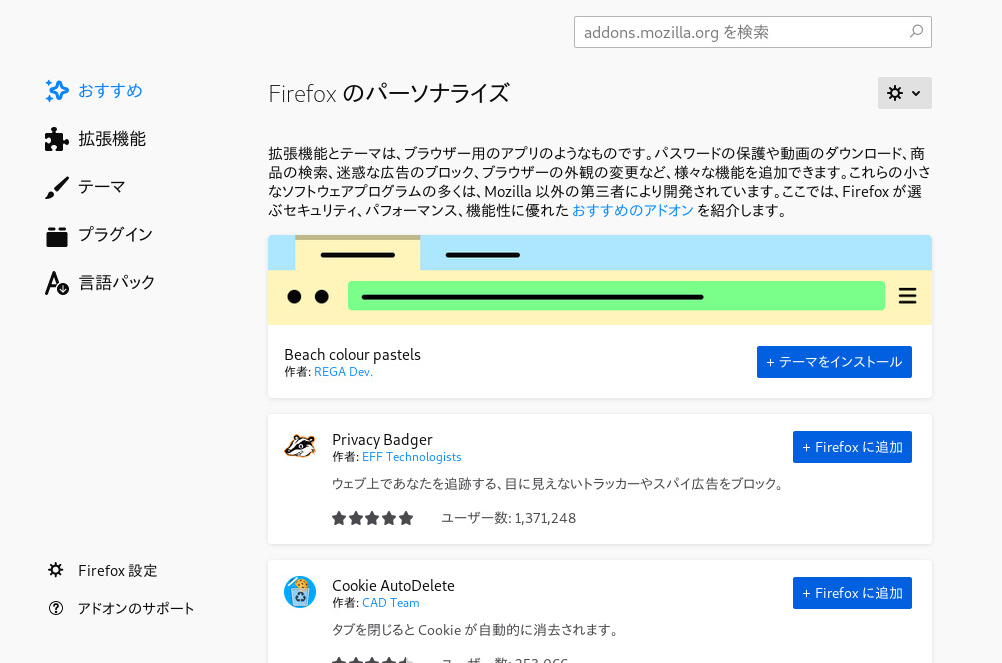 addons.mozilla.org を検索
おすすめ
拡張機能
テーマ
プラグイン
言語パック
Firefox 設定
アドオンのサポート
Firefox のパーソナライズ
拡張機能とテーマは、ブラウザー用のアプリのようなものです。パスワードの保護や動画のダウンロード、商
品の検索、迷惑な広告のブロック、ブラウザーの外観の変更など、様々な機能を追加できます。これらの小さ
なソフトウェアプログラムの多くは、Mozilla 以外の第三者により開発されています。ここでは、Firefox が選
ぶセキュリティ、パフォーマンス、機能性に優れた おすすめのアドオン を紹介します。
Beach colour pastels
作者: REGA Dev.
+ テーマをインストール
Privacy Badger
作者: EFF Technologists
+ Firefox に追加
ウェブ上であなたを追跡する、目に見えないトラッカーやスパイ広告をブロック。
ユーザー数: 1,371,248
Cookie AutoDelete
作者: CAD Team
+ Firefox に追加
タブを閉じると Cookie が自動的に消去されます。
ユーザー数: 253,066